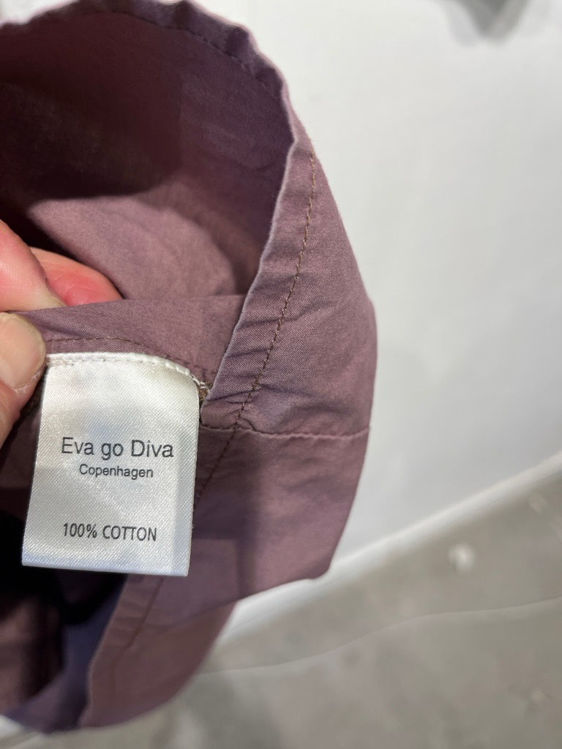 Eva go Diva
Copenhagen
100% COTTON